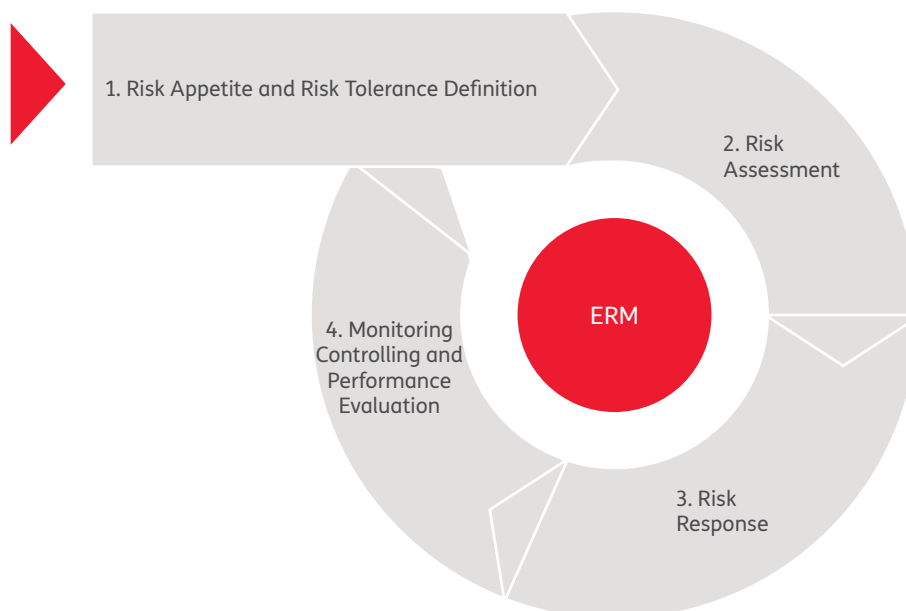 1. Risk Appetite and Risk Tolerance Definition
2. Risk
Assessment
ERM
4. Monitoring
Controlling and
Performance
Evaluation
3. Risk
Response